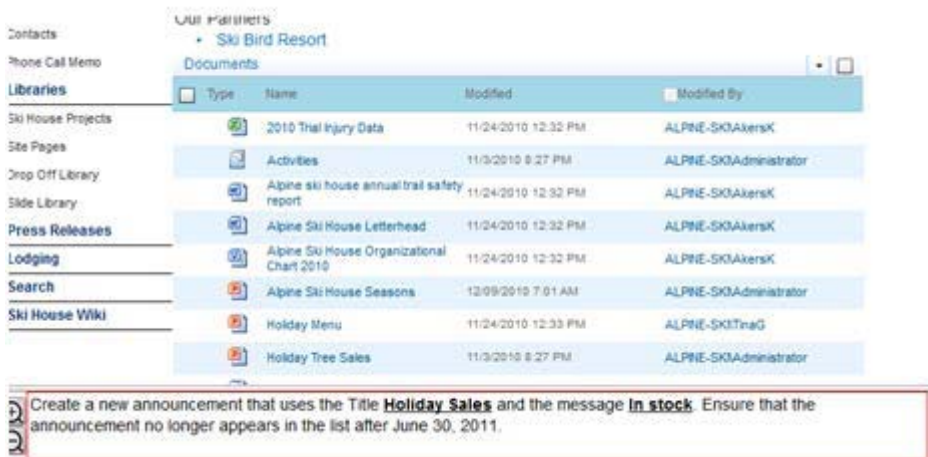 Our Partners
• Ski Bird Resort
Contacts
Phone Call Memo
Libraries
Ski House Projects
Site Pages
Drop Off Library
Slide Library
Press Releases
Lodging
Search
Ski House Wiki
Documents
Type Name Modified Modified By
2010 Trial Injury Data 11/24/2010 12:32 PM ALPINE-SKI\AkersK
Activities 11/3/2010 8:27 PM ALPINE-SKI\Administrator
Alpine ski house annual trail safety
report 11/24/2010 12:32 PM ALPINE-SKI\AkersK
Alpine Ski House Letterhead 11/24/2010 12:32 PM ALPINE-SKI\AkersK
Alpine Ski House Organizational
Chart 2010 11/24/2010 12:32 PM ALPINE-SKI\AkersK
Alpine Ski House Seasons 12/09/2010 7:01 AM ALPINE-SKI\Administrator
Holiday Menu 11/24/2010 12:33 PM ALPINE-SKI\TinaG
Holiday Tree Sales 11/3/2010 8:27 PM ALPINE-SKI\Administrator
Create a new announcement that uses the Title Holiday Sales and the message In stock. Ensure that the
announcement no longer appears in the list after June 30, 2011.